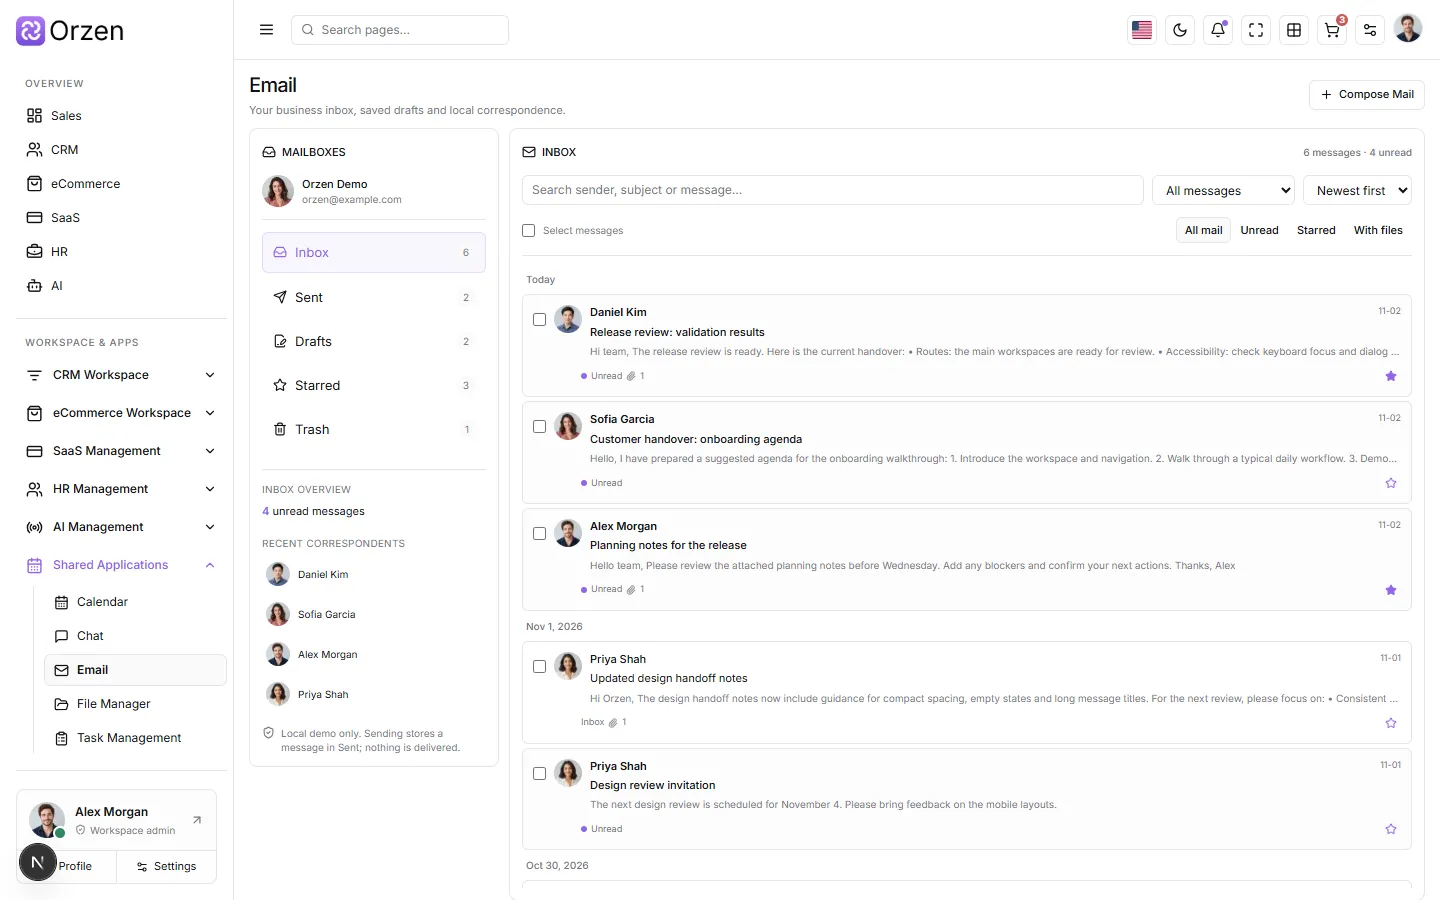 Orzen
Search pages...
3
OVERVIEW
Sales
CRM
eCommerce
SaaS
HR
AI
WORKSPACE & APPS
CRM Workspace
eCommerce Workspace
SaaS Management
HR Management
AI Management
Shared Applications
Calendar
Chat
Email
File Manager
Task Management
Alex Morgan
Workspace admin
N
Profile
Settings
Email
Your business inbox, saved drafts and local correspondence.
Compose Mail
MAILBOXES
Orzen Demo
orzen@example.com
Inbox 6
Sent 2
Drafts 2
Starred 3
Trash 1
INBOX OVERVIEW
4 unread messages
RECENT CORRESPONDENTS
Daniel Kim
Sofia Garcia
Alex Morgan
Priya Shah
Local demo only. Sending stores a
message in Sent; nothing is delivered.
INBOX
6 messages · 4 unread
Search sender, subject or message...
All messages
Newest first
Select messages
All mail Unread Starred With files
Today
Daniel Kim 11-02
Release review: validation results
Hi team, The release review is ready. Here is the current handover: • Routes: the main workspaces are ready for review. • Accessibility: check keyboard focus and dialog ...
Unread 1
Sofia Garcia 11-02
Customer handover: onboarding agenda
Hello, I have prepared a suggested agenda for the onboarding walkthrough: 1. Introduce the workspace and navigation. 2. Walk through a typical daily workflow. 3. Demo...
Unread
Alex Morgan 11-02
Planning notes for the release
Hello team, Please review the attached planning notes before Wednesday. Add any blockers and confirm your next actions. Thanks, Alex
Unread 1
Nov 1, 2026
Priya Shah 11-01
Updated design handoff notes
Hi Orzen, The design handoff notes now include guidance for compact spacing, empty states and long message titles. For the next review, please focus on: • Consistent ...
Inbox 1
Priya Shah 11-01
Design review invitation
The next design review is scheduled for November 4. Please bring feedback on the mobile layouts.
Unread
Oct 30, 2026